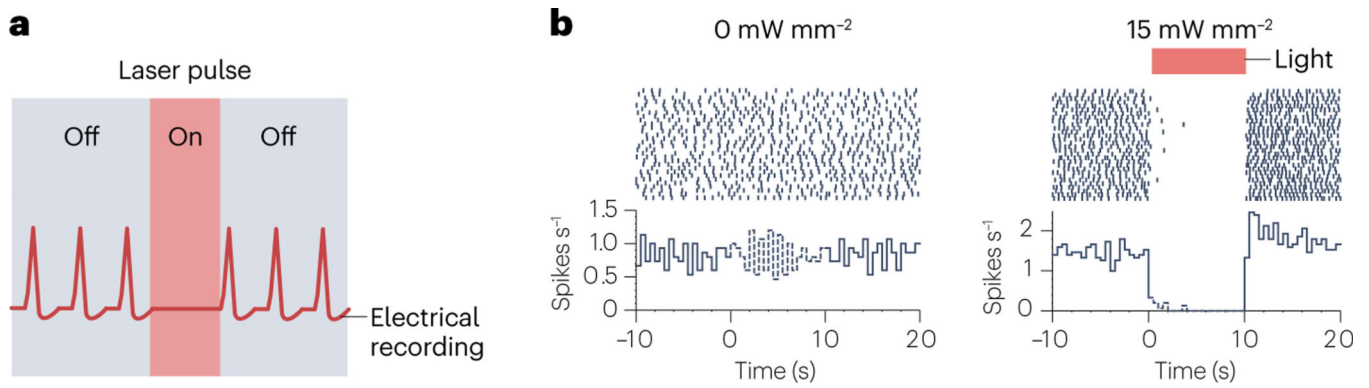 a
Laser pulse
Off
On
Off
Electrical
recording
b
0 mW mm⁻²
1.5
1.0
0.5
0
Spikes s⁻¹
−10
0
10
20
Time (s)
15 mW mm⁻²
Light
2
1
0
Spikes s⁻¹
−10
0
10
20
Time (s)